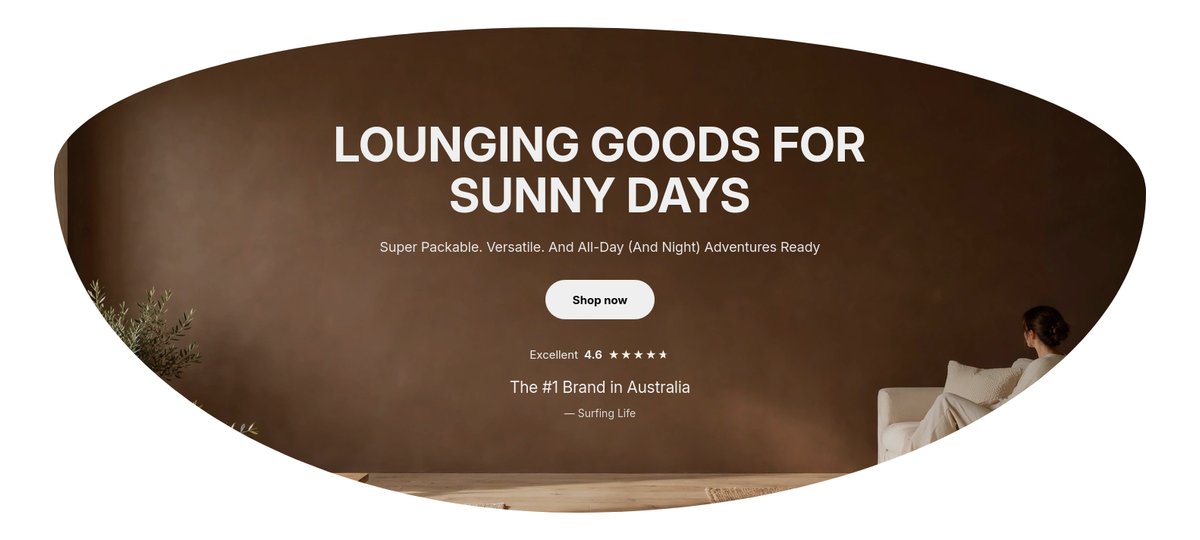 LOUNGING GOODS FOR
SUNNY DAYS
Super Packable. Versatile. And All-Day (And Night) Adventures Ready
Shop now
Excellent 4.6 ★★★★★
The #1 Brand in Australia
— Surfing Life